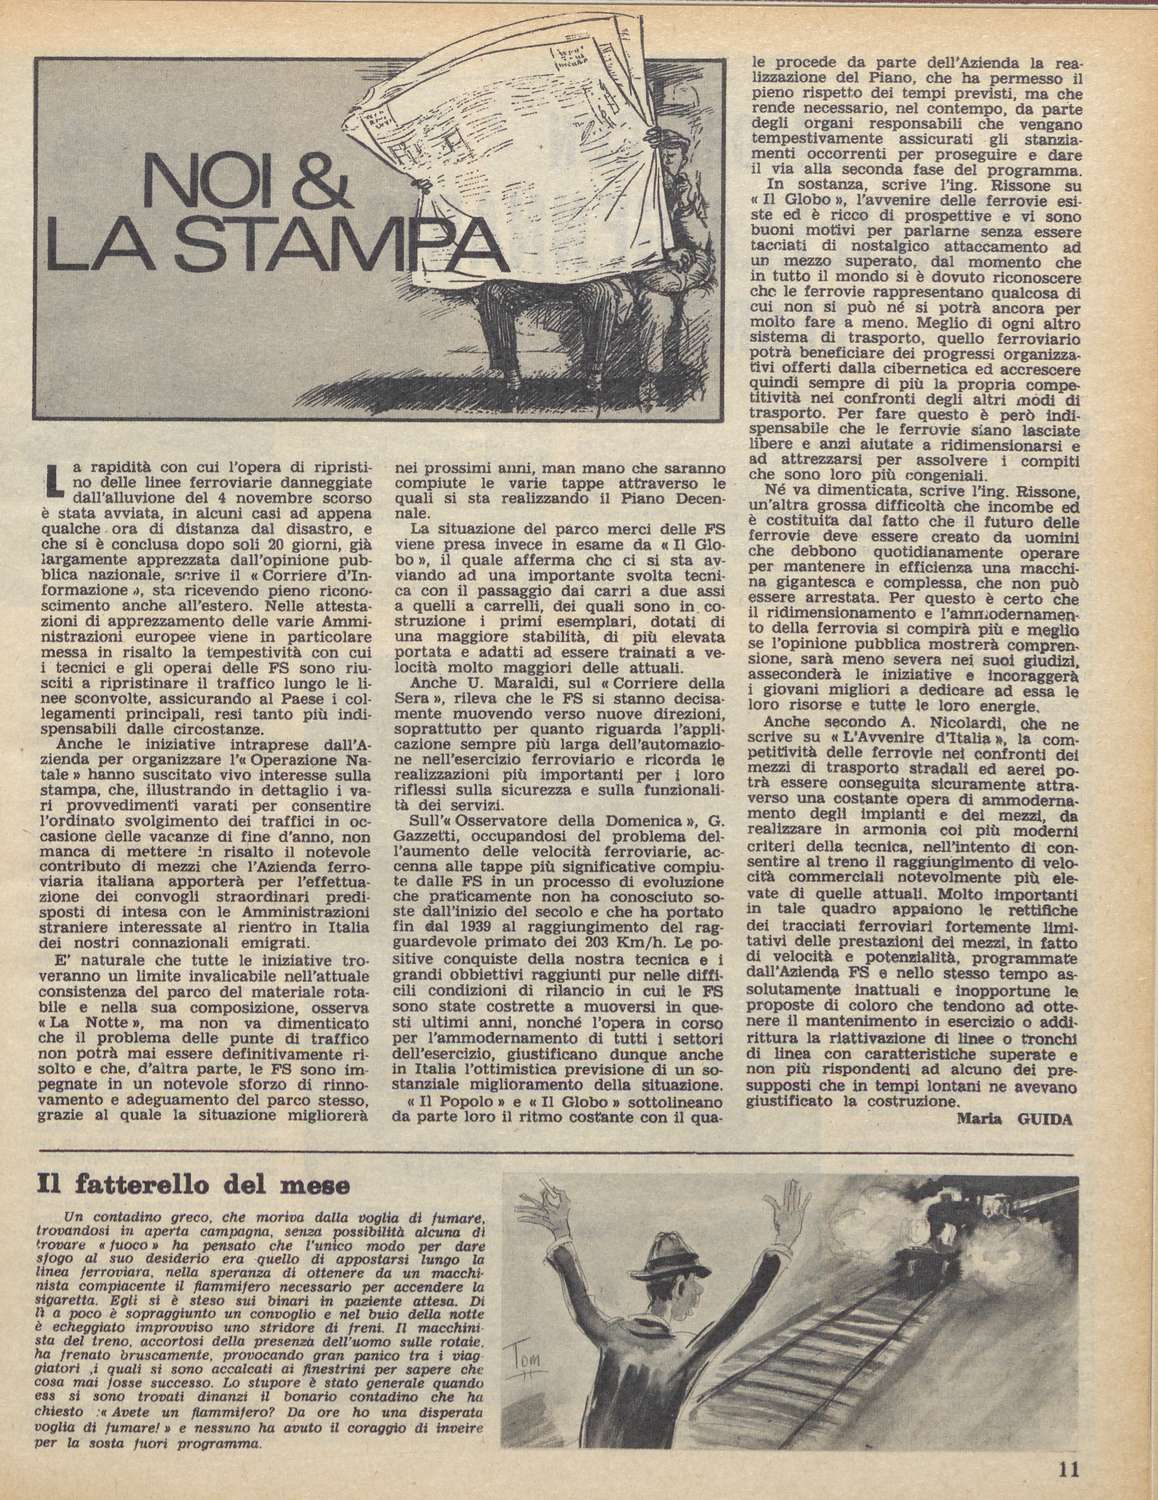 NOI &
LA STAMPA
La rapidità con cui l'opera di ripristi-
no delle linee ferroviarie danneggiate
dall'alluvione del 4 novembre scorso
è stata avviata, in alcuni casi ad appena
qualche ora di distanza dal disastro, e
che si è conclusa dopo soli 20 giorni, già
largamente apprezzata dall'opinione pub-
blica nazionale, scrive il « Corriere d'In-
formazione », sta ricevendo pieno ricono-
scimento anche all'estero. Nelle attesta-
zioni di apprezzamento delle varie Ammi-
nistrazioni europee viene in particolare
messa in risalto la tempestività con cui
i tecnici e gli operai delle FS sono riu-
sciti a ripristinare il traffico lungo le li-
nee sconvolte, assicurando al Paese i col-
legamenti principali, resi tanto più indi-
spensabili dalle circostanze.
Anche le iniziative intraprese dall'A-
zienda per organizzare l'« Operazione Na-
tale » hanno suscitato vivo interesse sulla
stampa, che, illustrando in dettaglio i va-
ri provvedimenti varati per consentire
l'ordinato svolgimento dei traffici in oc-
casione delle vacanze di fine d'anno, non
manca di mettere in risalto il notevole
contributo di mezzi che l'Azienda ferro-
viaria italiana apporterà per l'effettua-
zione dei convogli straordinari predi-
sposti di intesa con le Amministrazioni
straniere interessate al rientro in Italia
dei nostri connazionali emigrati.
E' naturale che tutte le iniziative tro-
veranno un limite invalicabile nell'attuale
consistenza del parco del materiale rota-
bile e nella sua composizione, osserva
« La Notte », ma non va dimenticato
che il problema delle punte di traffico
non potrà mai essere definitivamente ri-
solto e che, d'altra parte, le FS sono im-
pegnate in un notevole sforzo di rinno-
vamento e adeguamento del parco stesso,
grazie al quale la situazione migliorerà
nei prossimi anni, man mano che saranno
compiute le varie tappe attraverso le
quali si sta realizzando il Piano Decen-
nale.
La situazione del parco merci delle FS
viene presa invece in esame da « Il Glo-
bo », il quale afferma che ci si sta av-
viando ad una importante svolta tecni-
ca con il passaggio dai carri a due assi
a quelli a carrelli, dei quali sono in co-
struzione i primi esemplari, dotati di
una maggiore stabilità, di più elevata
portata e adatti ad essere trainati a ve-
locità molto maggiori delle attuali.
Anche U. Maraldi, sul « Corriere della
Sera », rileva che le FS si stanno decisa-
mente muovendo verso nuove direzioni,
soprattutto per quanto riguarda l'appli-
cazione sempre più larga dell'automazio-
ne nell'esercizio ferroviario e ricorda le
realizzazioni più importanti per i loro
riflessi sulla sicurezza e sulla funzionali-
tà dei servizi.
Sull'« Osservatore della Domenica », G.
Gazzetti, occupandosi del problema del-
l'aumento delle velocità ferroviarie, ac-
cenna alle tappe più significative compiu-
te dalle FS in un processo di evoluzione
che praticamente non ha conosciuto so-
ste dall'inizio del secolo e che ha portato
fin dal 1939 al raggiungimento del rag-
guardevole primato dei 203 Km/h. Le po-
sitive conquiste della nostra tecnica e i
grandi obbiettivi raggiunti pur nelle diffi-
cili condizioni di rilancio in cui le FS
sono state costrette a muoversi in que-
sti ultimi anni, nonché l'opera in corso
per l'ammodernamento di tutti i settori
dell'esercizio, giustificano dunque anche
in Italia l'ottimistica previsione di un so-
stanziale miglioramento della situazione.
« Il Popolo » e « Il Globo » sottolineano
da parte loro il ritmo costante con il qua-
le procede da parte dell'Azienda la rea-
lizzazione del Piano, che ha permesso il
pieno rispetto dei tempi previsti, ma che
rende necessario, nel contempo, da parte
degli organi responsabili che vengano
tempestivamente assicurati gli stanzia-
menti occorrenti per proseguire e dare
il via alla seconda fase del programma.
In sostanza, scrive l'ing. Rissone su
« Il Globo », l'avvenire delle ferrovie esi-
ste ed è ricco di prospettive e vi sono
buoni motivi per parlarne senza essere
tacciati di nostalgico attaccamento ad
un mezzo superato, dal momento che
in tutto il mondo si è dovuto riconoscere
che le ferrovie rappresentano qualcosa di
cui non si può né si potrà ancora per
molto fare a meno. Meglio di ogni altro
sistema di trasporto, quello ferroviario
potrà beneficiare dei progressi organizza-
tivi offerti dalla cibernetica ed accrescere
quindi sempre di più la propria compe-
titività nei confronti degli altri modi di
trasporto. Per fare questo è però indi-
spensabile che le ferrovie siano lasciate
libere e anzi aiutate a ridimensionarsi e
ad attrezzarsi per assolvere i compiti
che sono loro più congeniali.
Né va dimenticata, scrive l'ing. Rissone,
un'altra grossa difficoltà che incombe ed
è costituita dal fatto che il futuro delle
ferrovie deve essere creato da uomini
che debbono quotidianamente operare
per mantenere in efficienza una macchi-
na gigantesca e complessa, che non può
essere arrestata. Per questo è certo che
il ridimensionamento e l'ammodernamen-
to della ferrovia si compirà più e meglio
se l'opinione pubblica mostrerà compren-
sione, sarà meno severa nei suoi giudizi,
asseconderà le iniziative e incoraggerà
i giovani migliori a dedicare ad essa le
loro risorse e tutte le loro energie.
Anche secondo A. Nicolardi, che ne
scrive su « L'Avvenire d'Italia », la com-
petitività delle ferrovie nei confronti dei
mezzi di trasporto stradali ed aerei po-
trà essere conseguita sicuramente attra-
verso una costante opera di ammoderna-
mento degli impianti e dei mezzi, da
realizzare in armonia coi più moderni
criteri della tecnica, nell'intento di con-
sentire al treno il raggiungimento di velo-
cità commerciali notevolmente più ele-
vate di quelle attuali. Molto importanti
in tale quadro appaiono le rettifiche
dei tracciati ferroviari fortemente limi-
tativi delle prestazioni dei mezzi, in fatto
di velocità e potenzialità, programmate
dall'Azienda FS e nello stesso tempo as-
solutamente inattuali e inopportune le
proposte di coloro che tendono ad otte-
nere il mantenimento in esercizio o addi-
rittura la riattivazione di linee o tronchi
di linea con caratteristiche superate e
non più rispondenti ad alcuno dei pre-
supposti che in tempi lontani ne avevano
giustificato la costruzione.
Maria GUIDA
Il fatterello del mese
Un contadino greco, che moriva dalla voglia di fumare,
trovandosi in aperta campagna, senza possibilità alcuna di
trovare « fuoco » ha pensato che l'unico modo per dare
sfogo al suo desiderio era quello di appostarsi lungo la
linea ferroviara, nella speranza di ottenere da un macchi-
nista compiacente il fiammifero necessario per accendere la
sigaretta. Egli si è steso sui binari in paziente attesa. Di
lì a poco è sopraggiunto un convoglio e nel buio della notte
è echeggiato improvviso uno stridore di freni. Il macchini-
sta del treno, accortosi della presenza dell'uomo sulle rotaie,
ha frenato bruscamente, provocando gran panico tra i viag-
giatori ,i quali si sono accalcati ai finestrini per sapere che
cosa mai fosse successo. Lo stupore è stato generale quando
ess si sono trovati dinanzi il bonario contadino che ha
chiesto :« Avete un fiammifero? Da ore ho una disperata
voglia di fumare! » e nessuno ha avuto il coraggio di inveire
per la sosta fuori programma.
Tom
11